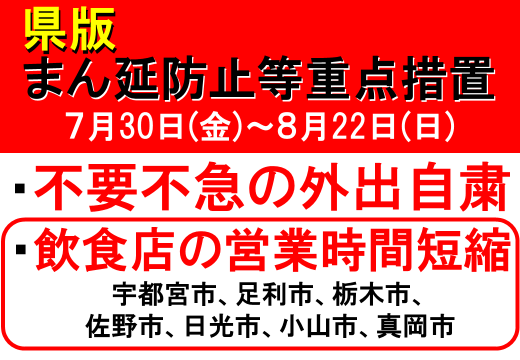 県版
まん延防止等重点措置
7月30日(金)～8月22日(日)
・不要不急の外出自粛
・飲食店の営業時間短縮
宇都宮市、足利市、栃木市、
佐野市、日光市、小山市、真岡市